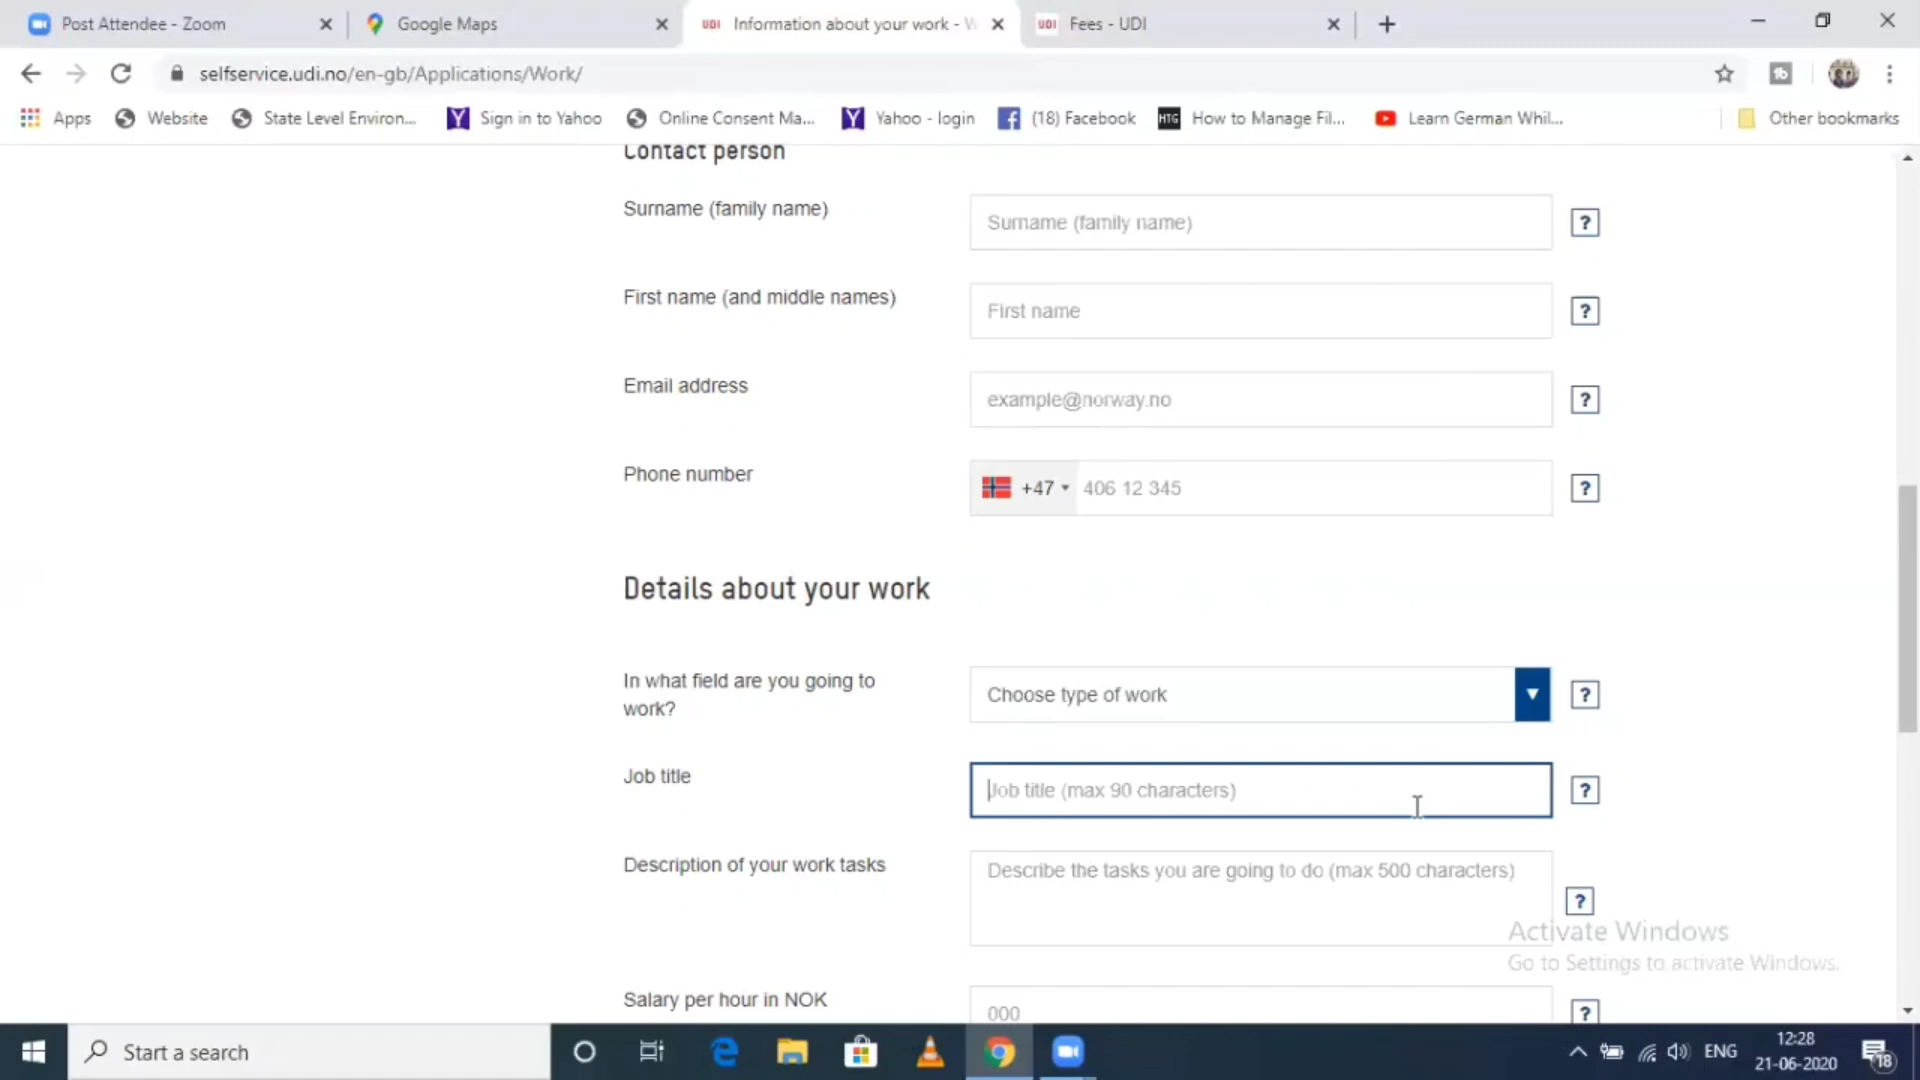 Post Attendee - Zoom
Google Maps
UDI Information about your work - W
UDI Fees - UDI
selfservice.udi.no/en-gb/Applications/Work/
Apps
Website
State Level Environ...
Sign in to Yahoo
Online Consent Ma...
Yahoo - login
(18) Facebook
HTG How to Manage Fil...
Learn German Whil...
Other bookmarks
Contact person
Surname (family name)
Surname (family name)
?
First name (and middle names)
First name
?
Email address
example@norway.no
?
Phone number
+47 406 12 345
?
Details about your work
In what field are you going to
work?
Choose type of work
?
Job title
Job title (max 90 characters)
?
Description of your work tasks
Describe the tasks you are going to do (max 500 characters)
?
Activate Windows
Go to Settings to activate Windows.
Salary per hour in NOK
000
?
Start a search
ENG
12:28
21-06-2020
18